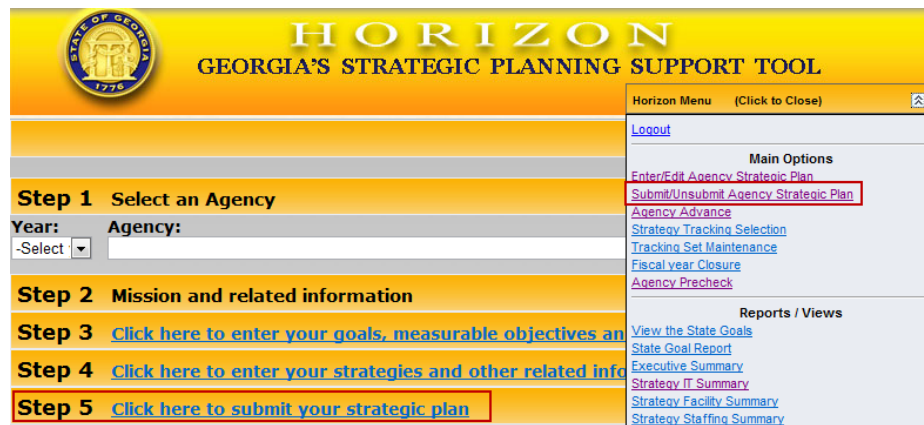 STATE OF GEORGIA
1776
HORIZON
GEORGIA'S STRATEGIC PLANNING SUPPORT TOOL
Horizon Menu (Click to Close)
Logout
Main Options
Enter/Edit Agency Strategic Plan
Submit/Unsubmit Agency Strategic Plan
Agency Advance
Strategy Tracking Selection
Tracking Set Maintenance
Fiscal year Closure
Agency Precheck
Reports / Views
View the State Goals
State Goal Report
Executive Summary
Strategy IT Summary
Strategy Facility Summary
Strategy Staffing Summary
Step 1 Select an Agency
Year: Agency:
-Select
Step 2 Mission and related information
Step 3 Click here to enter your goals, measurable objectives an
Step 4 Click here to enter your strategies and other related info
Step 5 Click here to submit your strategic plan